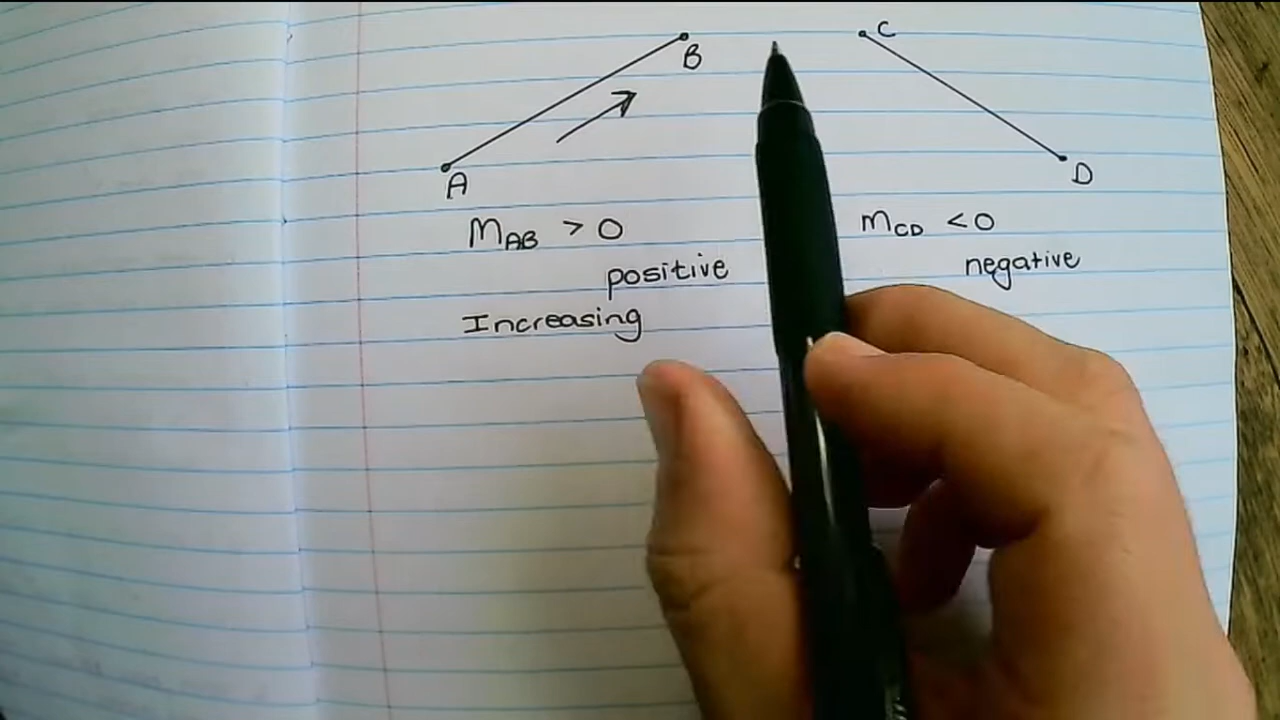 B
C
A
D
MAB > 0
positive
Increasing
mCD < 0
negative